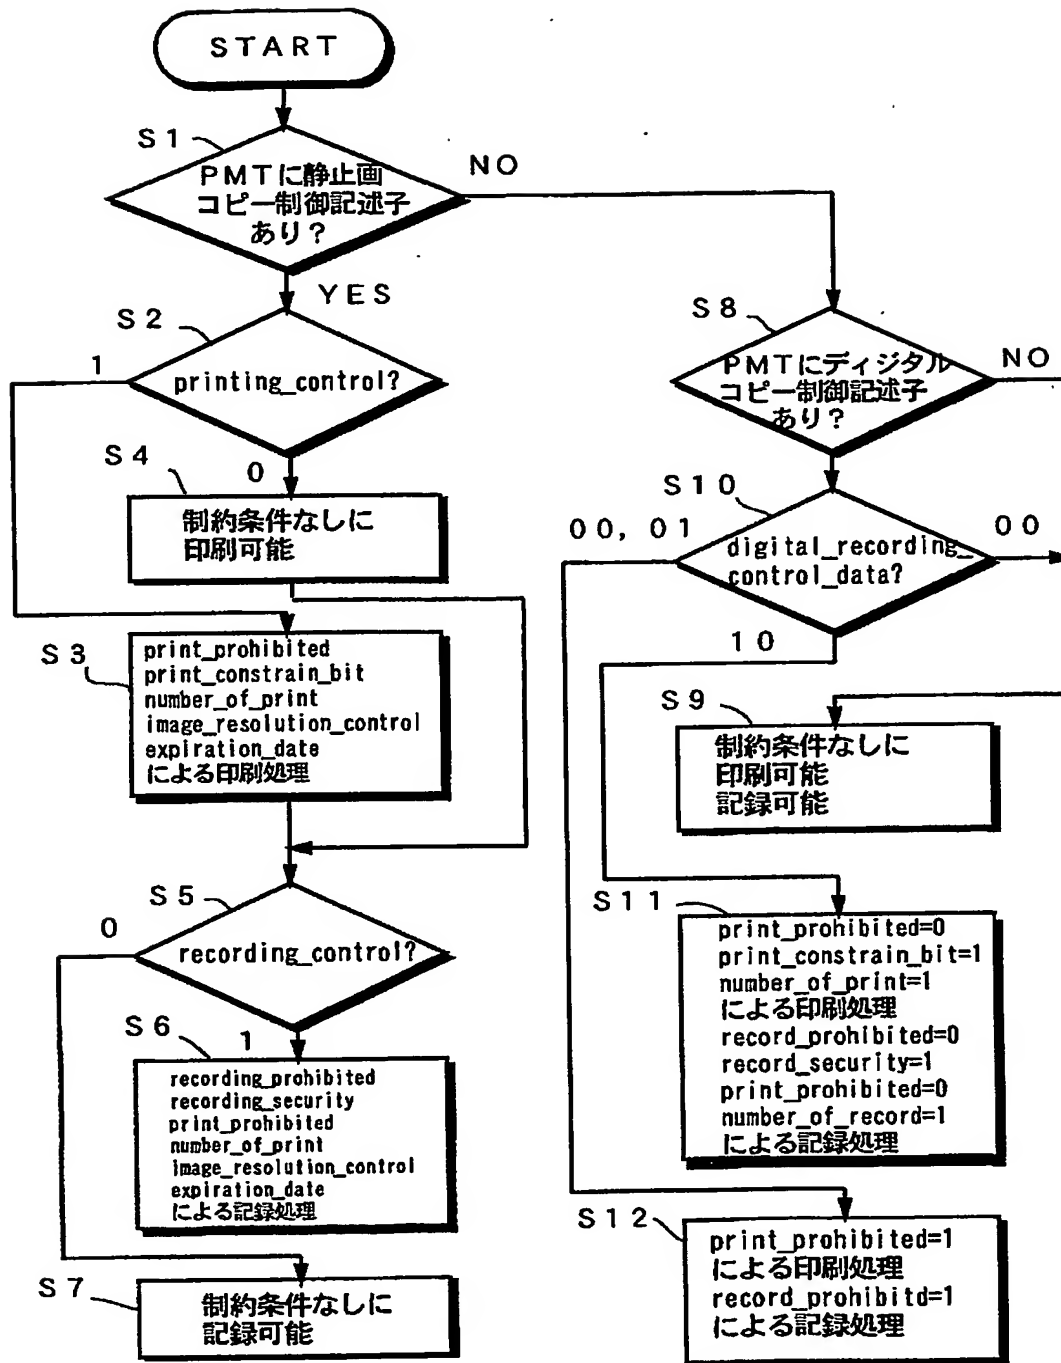 START
S1
PMTに静止画
コピー制御記述子
あり?
NO
YES
S2
1
printing_control?
0
S4
制約条件なしに
印刷可能
S3
print_prohibited
print_constrain_bit
number_of_print
image_resolution_control
expiration_date
による印刷処理
S5
0
recording_control?
1
S6
recording_prohibited
recording_security
print_prohibited
number_of_print
image_resolution_control
expiration_date
による記録処理
S7
制約条件なしに
記録可能
S8
PMTにディジタル
コピー制御記述子
あり?
NO
S10
00, 01
digital_recording_
control_data?
00
10
S9
制約条件なしに
印刷可能
記録可能
S11
print_prohibited=0
print_constrain_bit=1
number_of_print=1
による印刷処理
record_prohibited=0
record_security=1
print_prohibited=0
number_of_record=1
による記録処理
S12
print_prohibited=1
による印刷処理
record_prohibitd=1
による記録処理